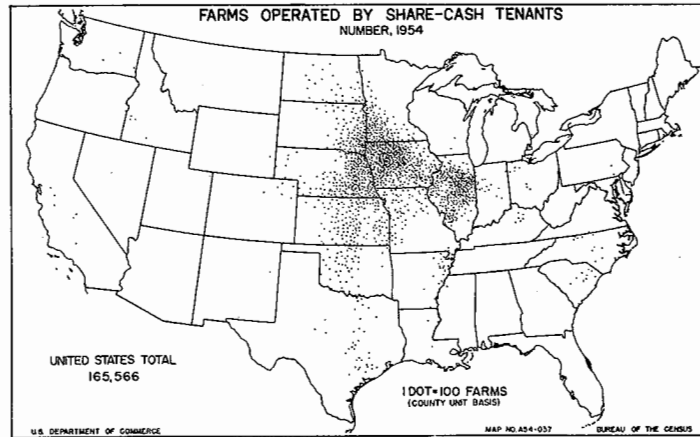 FARMS OPERATED BY SHARE-CASH TENANTS
NUMBER, 1954
UNITED STATES TOTAL
165,566
1 DOT=100 FARMS
(COUNTY UNIT BASIS)
U.S. DEPARTMENT OF COMMERCE
MAP NO. A54-037
BUREAU OF THE CENSUS